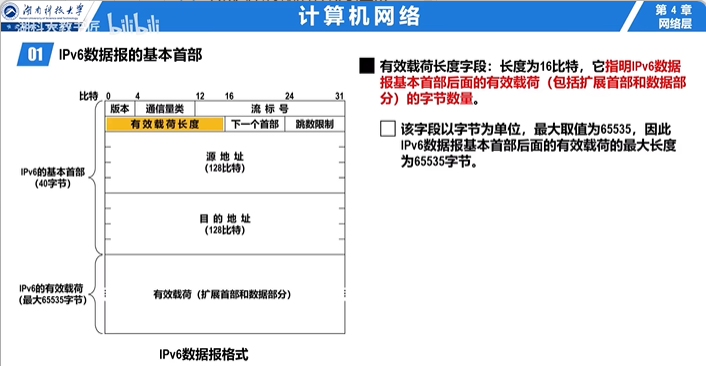 湖南科技大学
计算机网络
第 4 章
网络层
bilibili
01 IPv6数据报的基本首部
比特 0 4 12 16 24 31
版本 通信量类 流 标 号
有 效 载 荷 长 度 下一个首部 跳数限制
源 地 址
(128比特)
IPv6的基本首部
(40字节)
目 的 地 址
(128比特)
IPv6的有效载荷
(最大65535字节)
有效载荷（扩展首部和数据部分）
IPv6数据报格式
有效载荷长度字段：长度为16比特，它指明IPv6数据
报基本首部后面的有效载荷（包括扩展首部和数据部
分）的字节数量。
该字段以字节为单位，最大取值为65535，因此
IPv6数据报基本首部后面的有效载荷的最大长度
为65535字节。